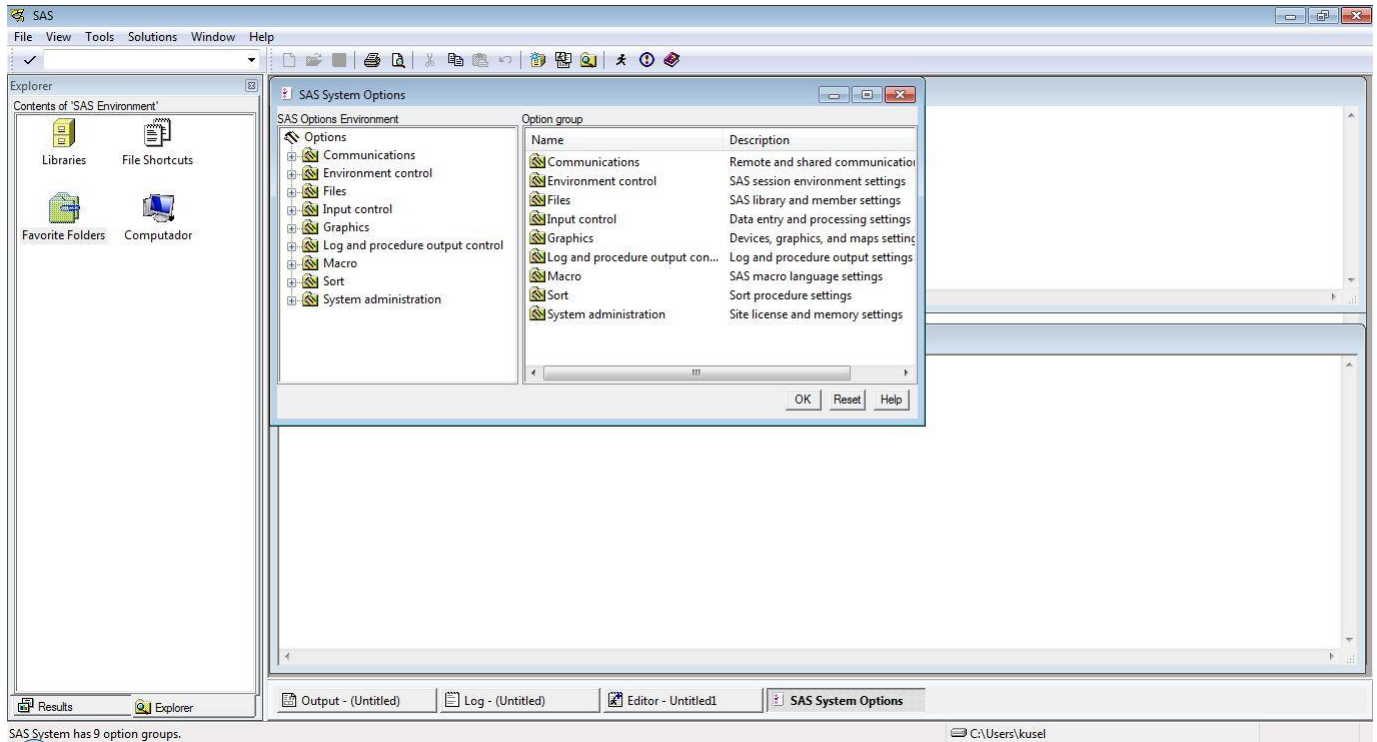 SAS
File View Tools Solutions Window Help
Explorer
Contents of 'SAS Environment'
Libraries
File Shortcuts
Favorite Folders
Computador
SAS System Options
SAS Options Environment
Options
Communications
Environment control
Files
Input control
Graphics
Log and procedure output control
Macro
Sort
System administration
Option group
Name Description
Communications Remote and shared communication
Environment control SAS session environment settings
Files SAS library and member settings
Input control Data entry and processing settings
Graphics Devices, graphics, and maps setting
Log and procedure output con... Log and procedure output settings
Macro SAS macro language settings
Sort Sort procedure settings
System administration Site license and memory settings
OK Reset Help
Results Explorer
Output - (Untitled) Log - (Untitled) Editor - Untitled1 SAS System Options
SAS System has 9 option groups. C:\Users\kusel